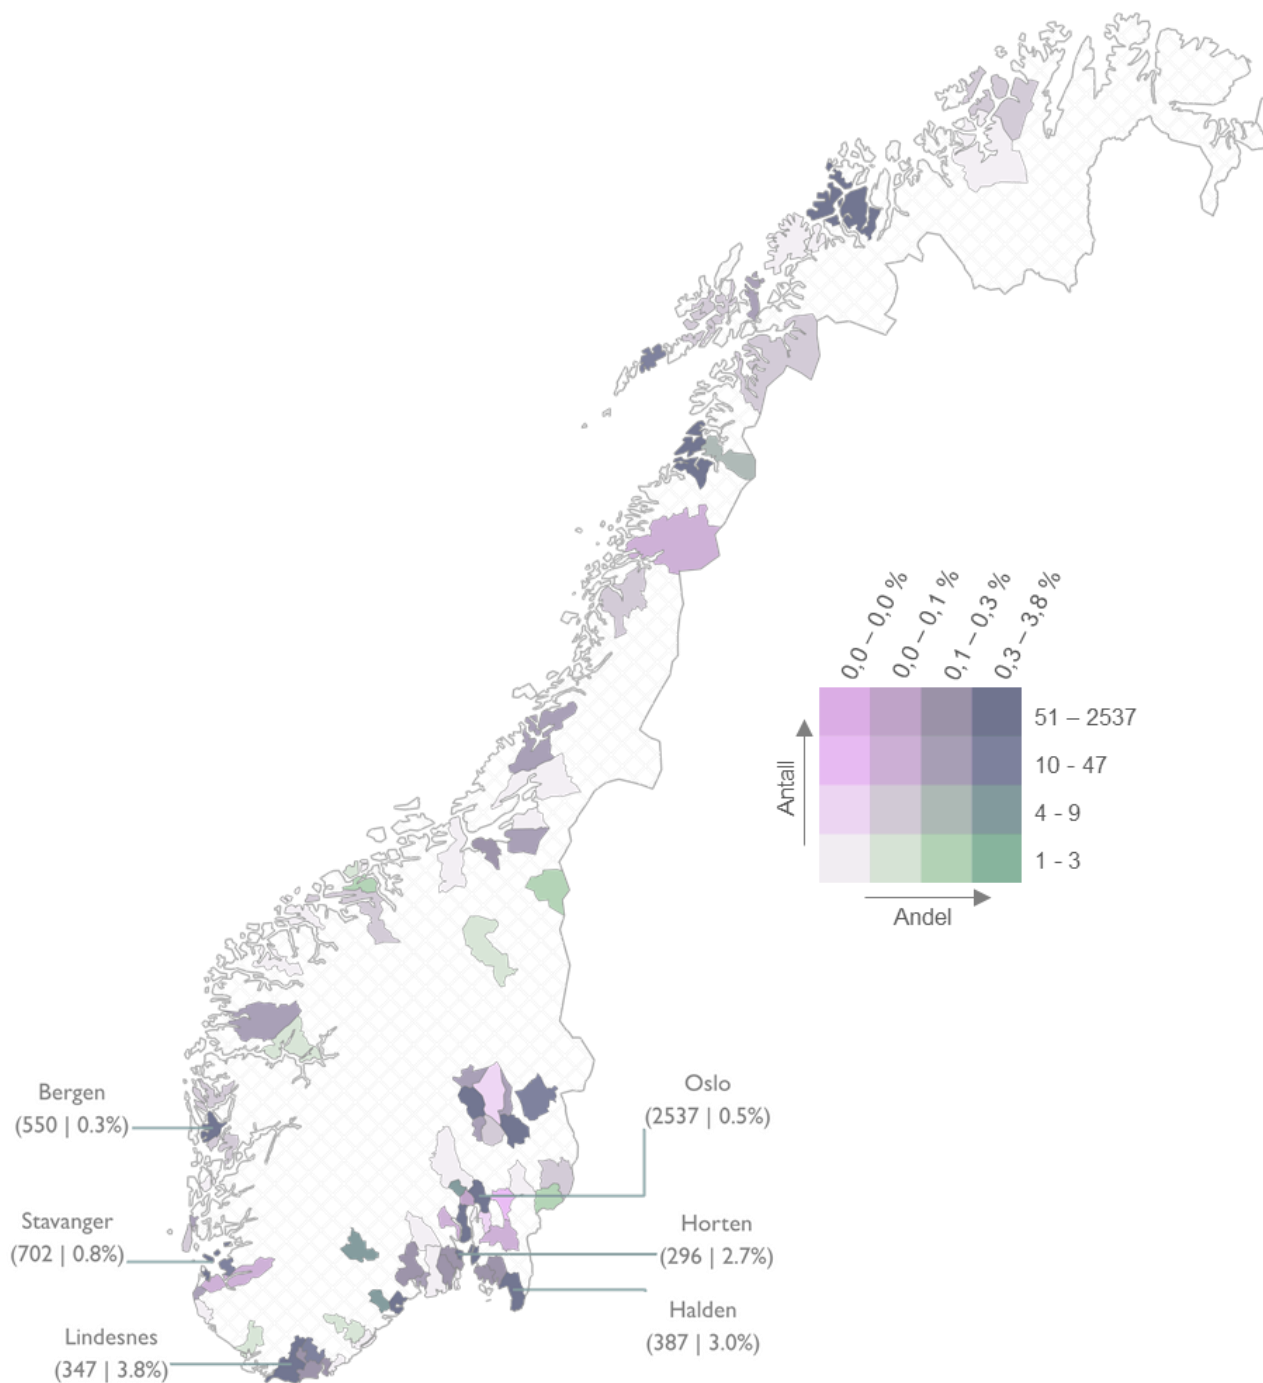 0,0 – 0,0 %
0,0 – 0,1 %
0,1 – 0,3 %
0,3 – 3,8 %
51 – 2537
10 - 47
4 - 9
1 - 3
Antall
Andel
Bergen
(550 | 0.3%)
Oslo
(2537 | 0.5%)
Stavanger
(702 | 0.8%)
Horten
(296 | 2.7%)
Halden
(387 | 3.0%)
Lindesnes
(347 | 3.8%)